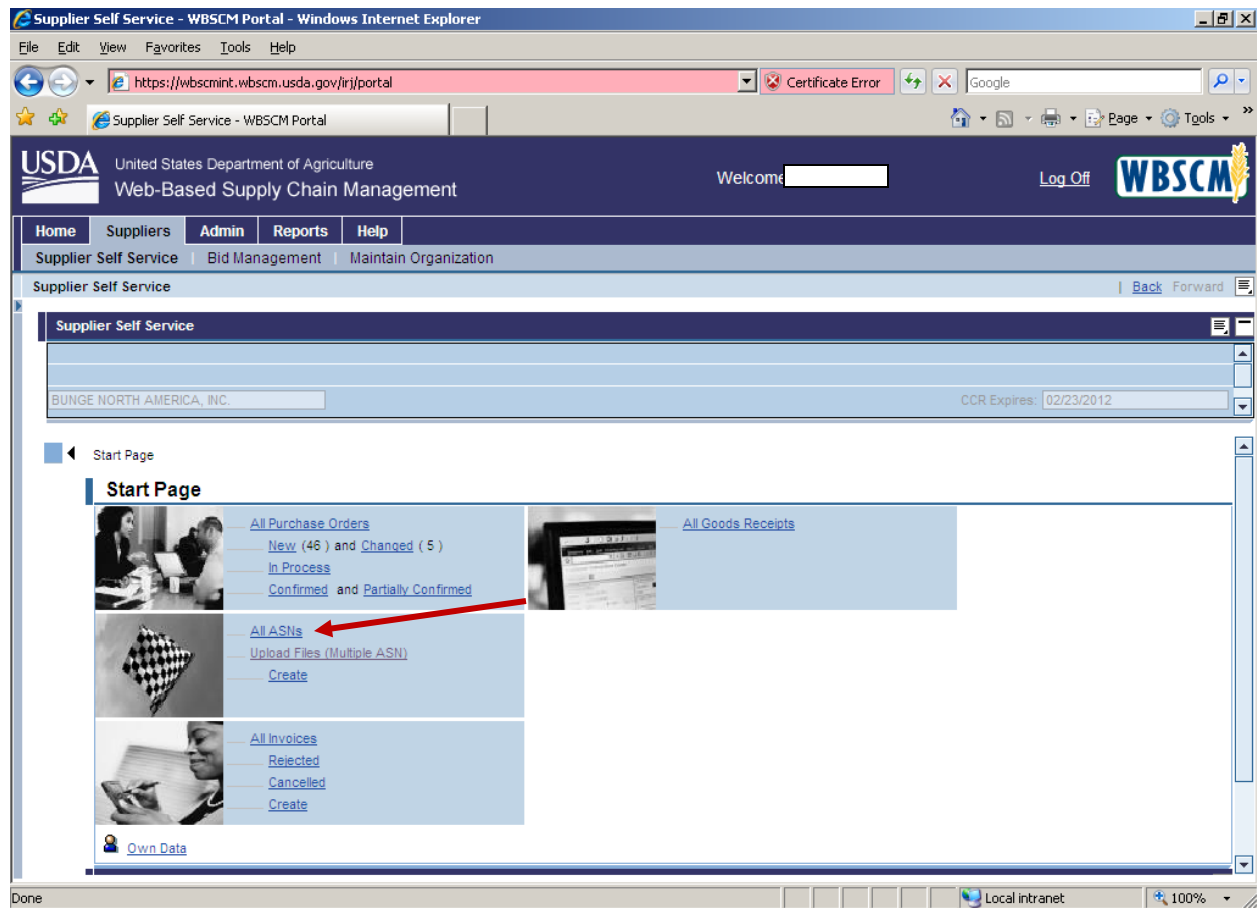 Supplier Self Service - WBSCM Portal - Windows Internet Explorer
File Edit View Favorites Tools Help
https://wbscmint.wbscm.usda.gov/irj/portal Certificate Error Google
Supplier Self Service - WBSCM Portal Page Tools »
USDA United States Department of Agriculture
Web-Based Supply Chain Management Welcome Log Off WBSCM
Home Suppliers Admin Reports Help
Supplier Self Service | Bid Management | Maintain Organization
Supplier Self Service | Back Forward
Supplier Self Service
BUNGE NORTH AMERICA, INC. CCR Expires: 02/23/2012
Start Page
Start Page
All Purchase Orders
New (46 ) and Changed ( 5 )
In Process
Confirmed and Partially Confirmed
All Goods Receipts
All ASNs
Upload Files (Multiple ASN)
Create
All Invoices
Rejected
Cancelled
Create
Own Data
Done Local intranet 100%